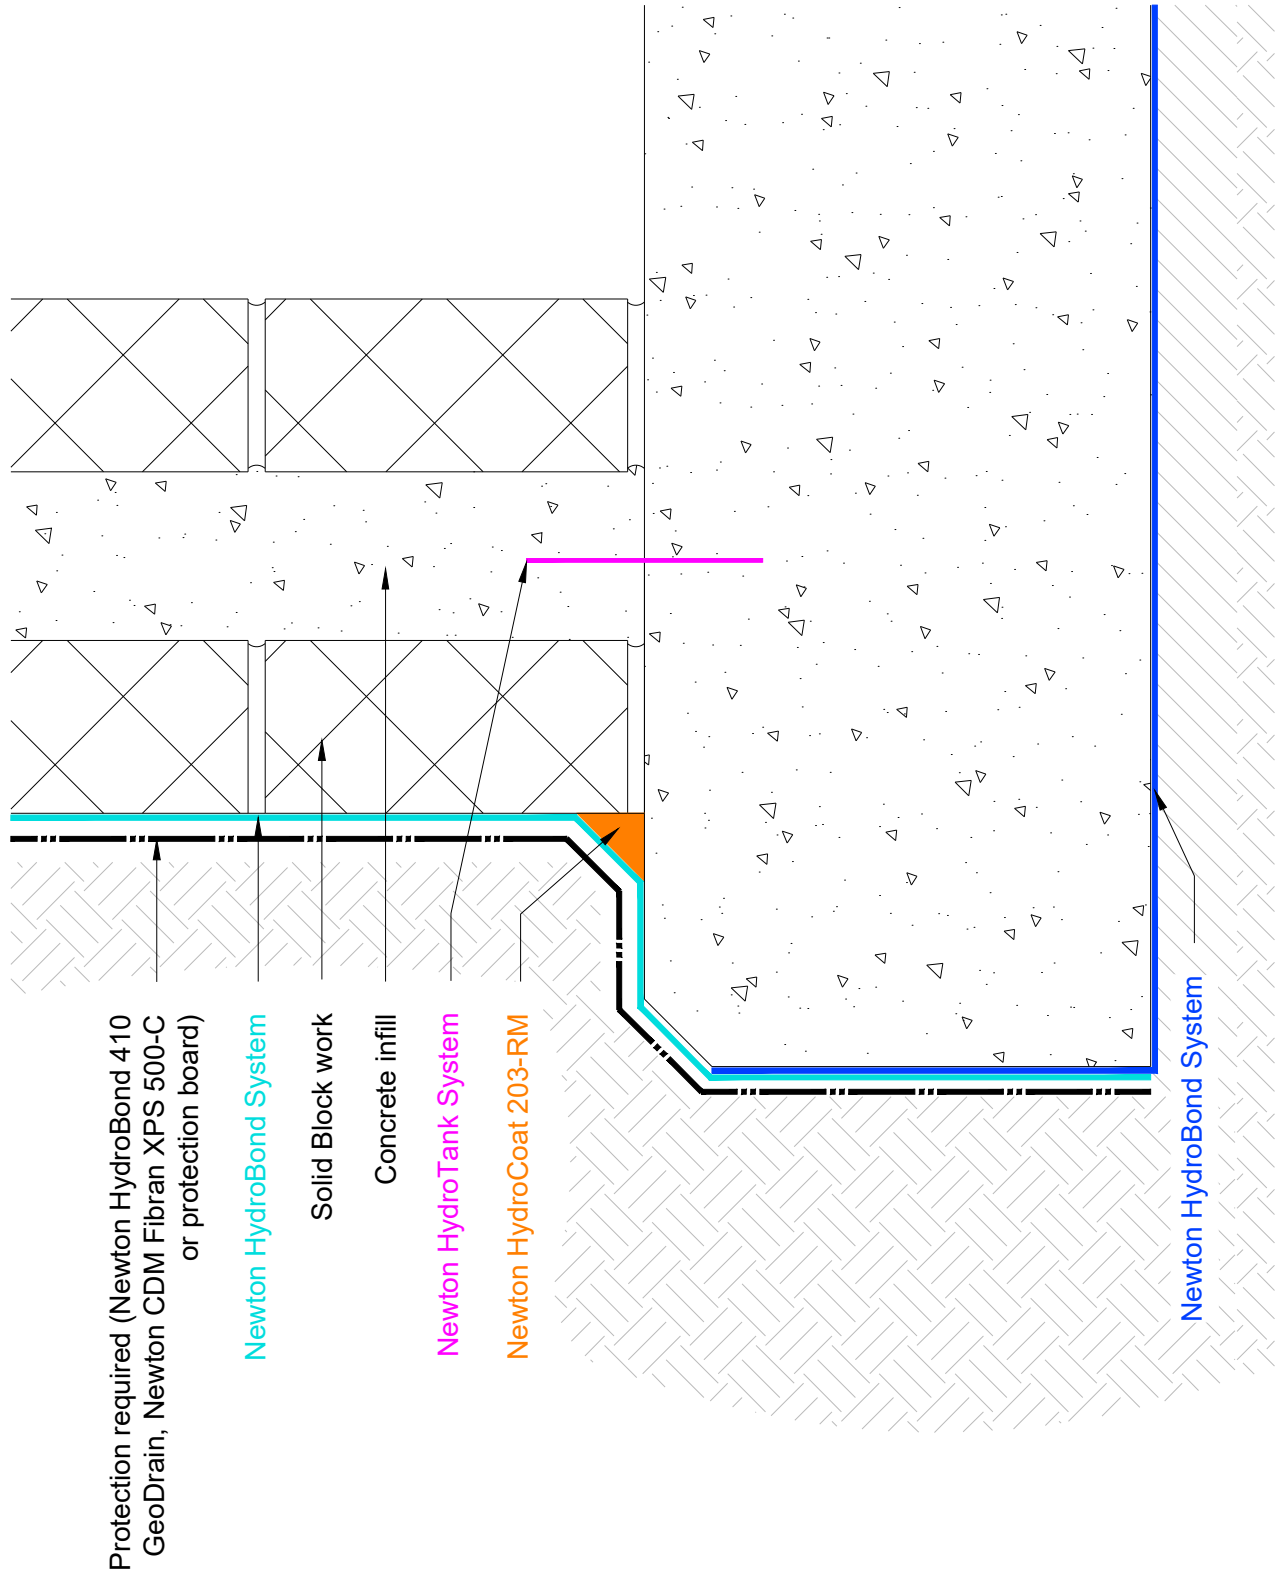 Protection required (Newton HydroBond 410
GeoDrain, Newton CDM Fibran XPS 500-C
or protection board)
Newton HydroBond System
Solid Block work
Concrete infill
Newton HydroTank System
Newton HydroCoat 203-RM
Newton HydroBond System